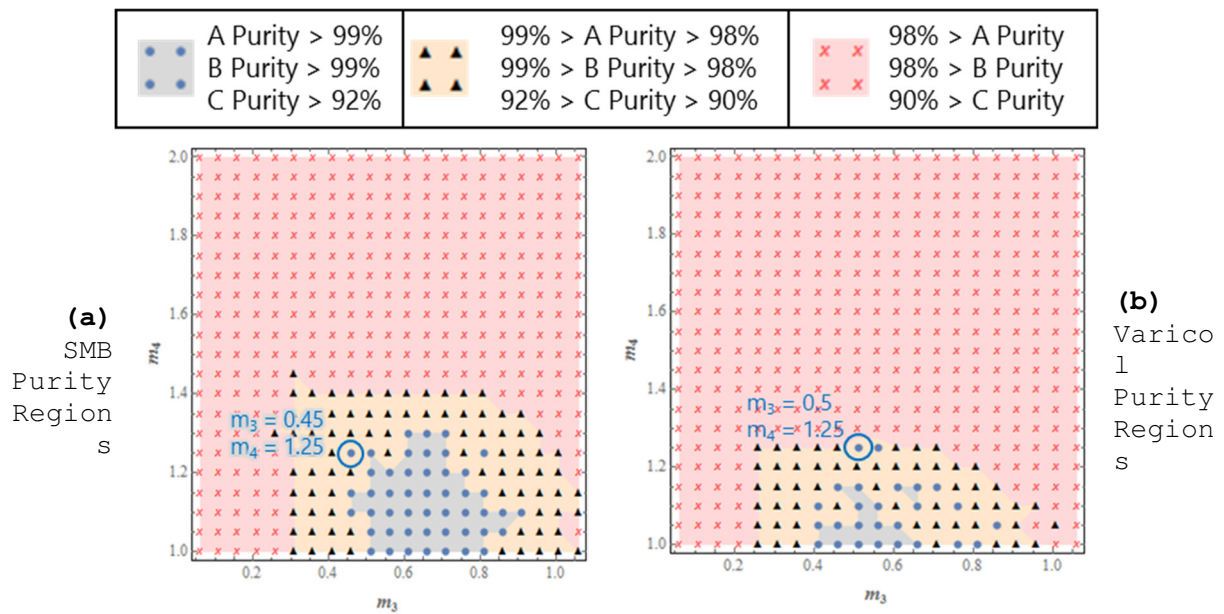 A Purity > 99%
B Purity > 99%
C Purity > 92%
99% > A Purity > 98%
99% > B Purity > 98%
92% > C Purity > 90%
98% > A Purity
98% > B Purity
90% > C Purity
(a)
SMB
Purity
Region
s
2.0
1.8
1.6
1.4
1.2
1.0
m₄
m₃ = 0.45
m₄ = 1.25
0.2 0.4 0.6 0.8 1.0
m₃
2.0
1.8
1.6
1.4
1.2
1.0
m₄
m₃ = 0.5
m₄ = 1.25
0.2 0.4 0.6 0.8 1.0
m₃
(b)
Varico
l
Purity
Region
s